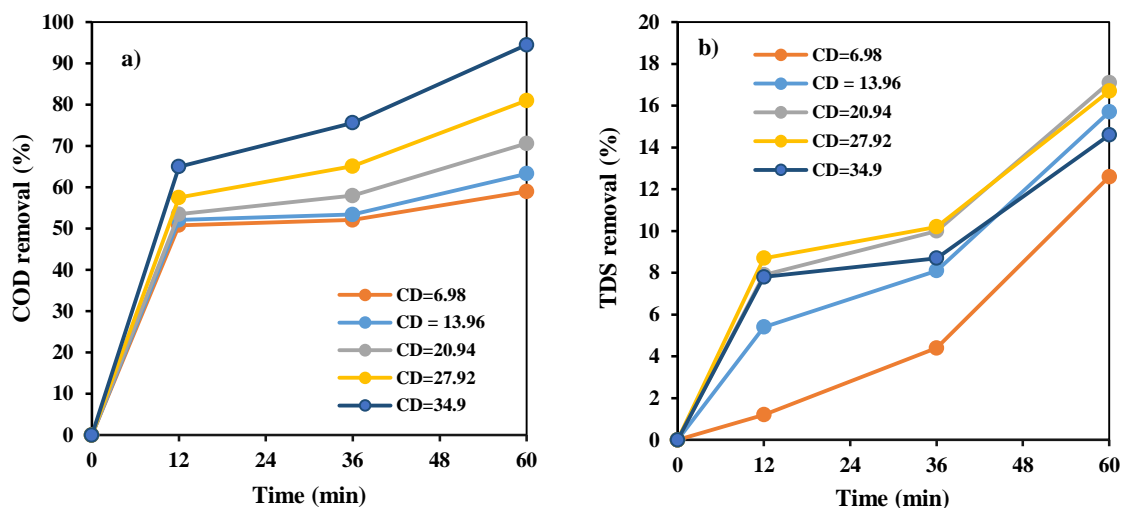 100
90
80
70
60
50
40
30
20
10
0
COD removal (%)
a)
CD=6.98
CD = 13.96
CD=20.94
CD=27.92
CD=34.9
0
12
24
36
48
60
Time (min)
20
18
16
14
12
10
8
6
4
2
0
TDS removal (%)
b)
CD=6.98
CD = 13.96
CD=20.94
CD=27.92
CD=34.9
0
12
24
36
48
60
Time (min)